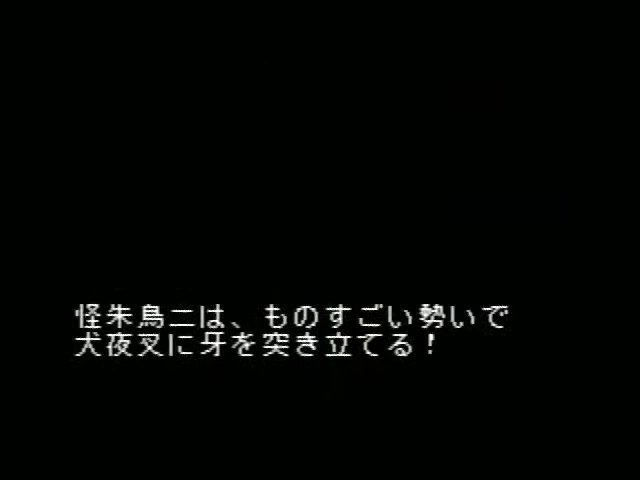 怪朱鳥ニは、ものすごい勢いで
犬夜叉に牙を突き立てる！